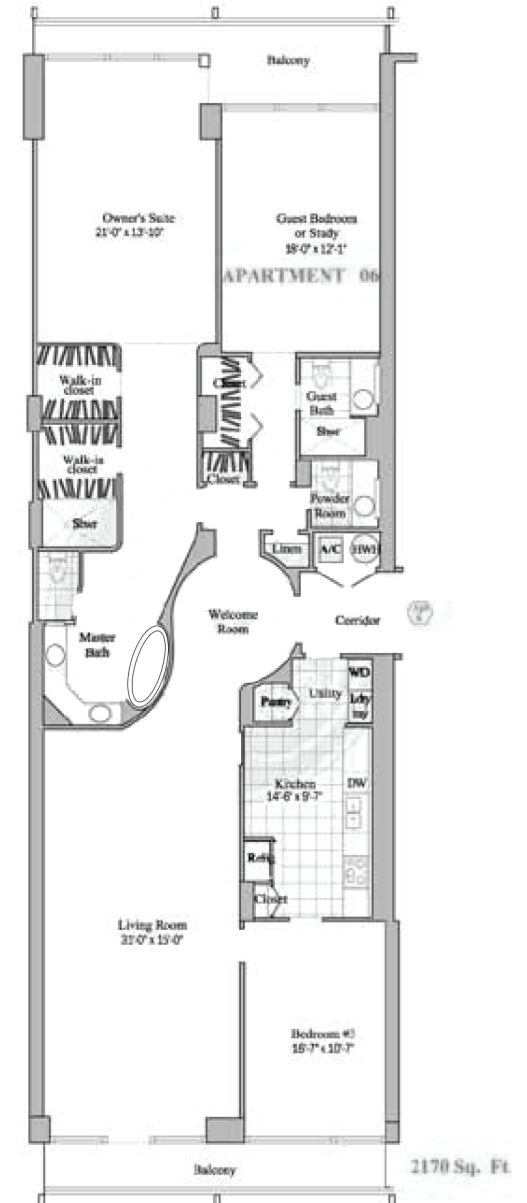 Balcony
Owner's Suite
21'-0" x 13'-10"
Guest Bedroom
or Study
18'-0" x 12'-1"
APARTMENT 06
Walk-in
closet
Closet
Guest
Bath
Shwr
Walk-in
closet
Closet
Shwr
Powder
Room
Linen
A/C
HWH
Welcome
Room
Corridor
Master
Bath
Utility
W/D
Pantry
Ldry
tray
Kitchen
14'-6' x 9'-7"
DW
Refig
Closet
Living Room
31'-0" x 15'-0"
Bedroom #3
16'-7" x 10'-7"
Balcony
2170 Sq. Ft.